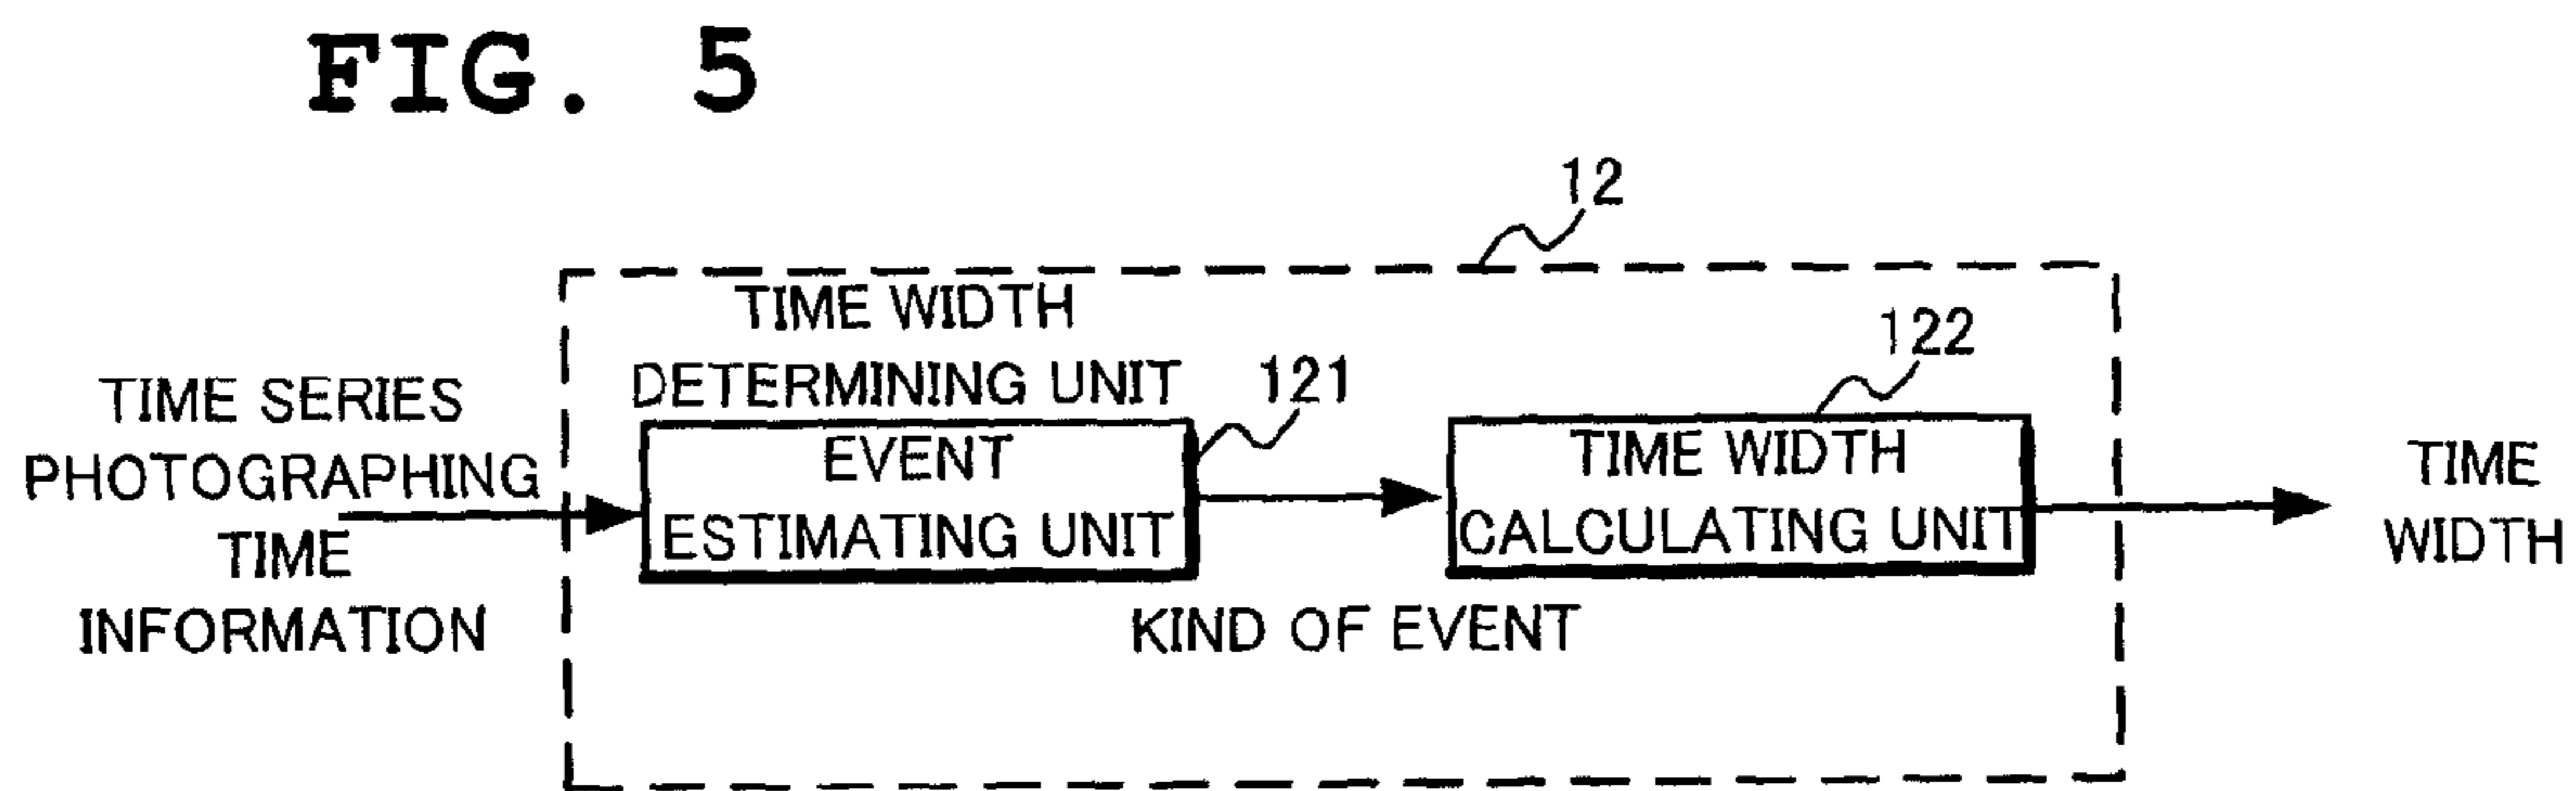 FIG. 5
12
TIME WIDTH
DETERMINING UNIT
121
122
TIME SERIES
PHOTOGRAPHING
TIME
INFORMATION
EVENT
ESTIMATING UNIT
TIME WIDTH
CALCULATING UNIT
KIND OF EVENT
TIME
WIDTH